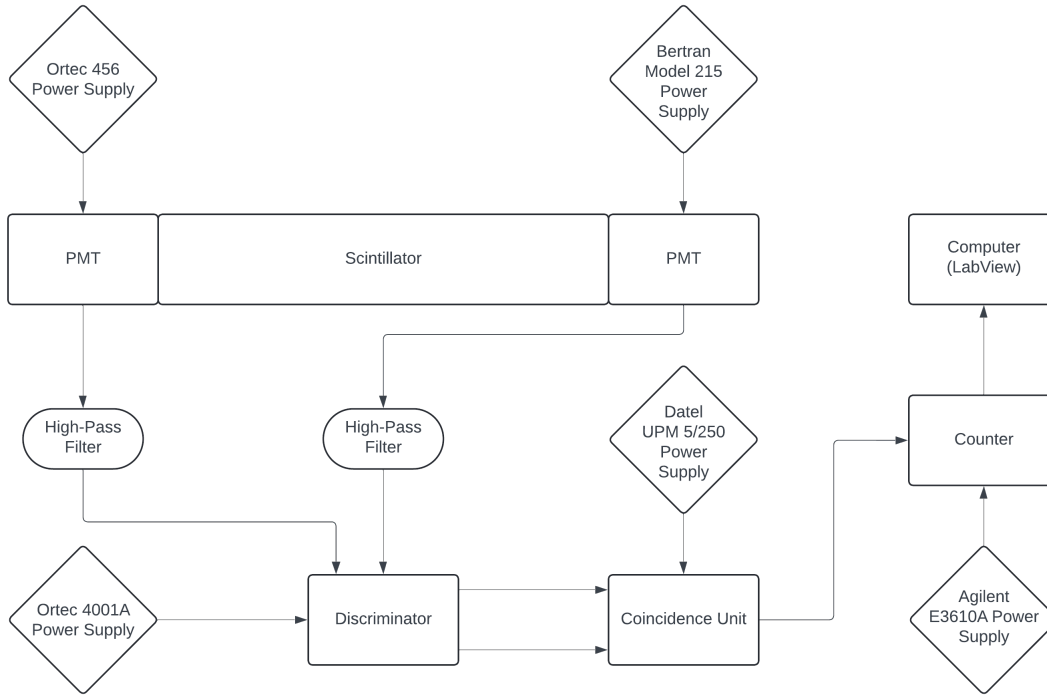 Ortec 456
Power Supply
Bertran
Model 215
Power
Supply
PMT
Scintillator
PMT
Computer
(LabView)
High-Pass
Filter
High-Pass
Filter
Datel
UPM 5/250
Power
Supply
Counter
Ortec 4001A
Power Supply
Discriminator
Coincidence Unit
Agilent
E3610A Power
Supply